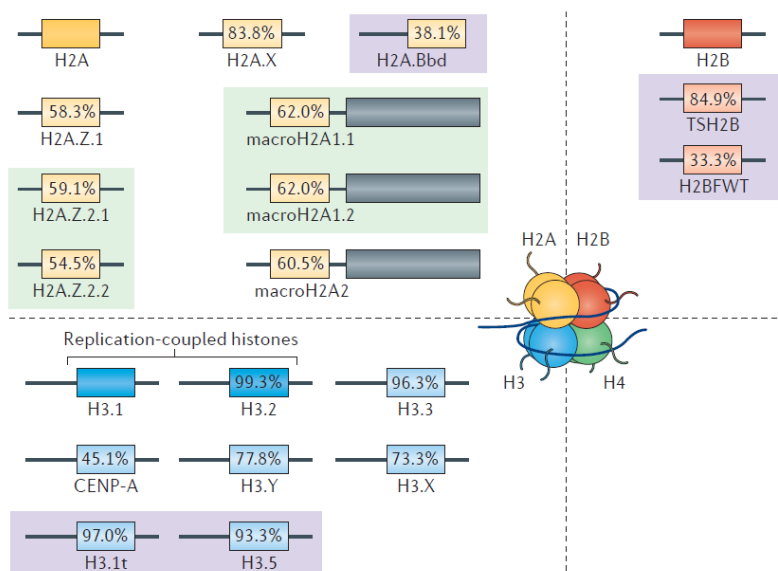 83.8%
38.1%
H2A
H2A.X
H2A.Bbd
H2B
58.3%
62.0%
84.9%
H2A.Z.1
macroH2A1.1
TSH2B
59.1%
62.0%
33.3%
H2A.Z.2.1
macroH2A1.2
H2BFWT
54.5%
60.5%
H2A.Z.2.2
macroH2A2
H2A
H2B
H3
H4
Replication-coupled histones
99.3%
96.3%
H3.1
H3.2
H3.3
45.1%
77.8%
73.3%
CENP-A
H3.Y
H3.X
97.0%
93.3%
H3.1t
H3.5